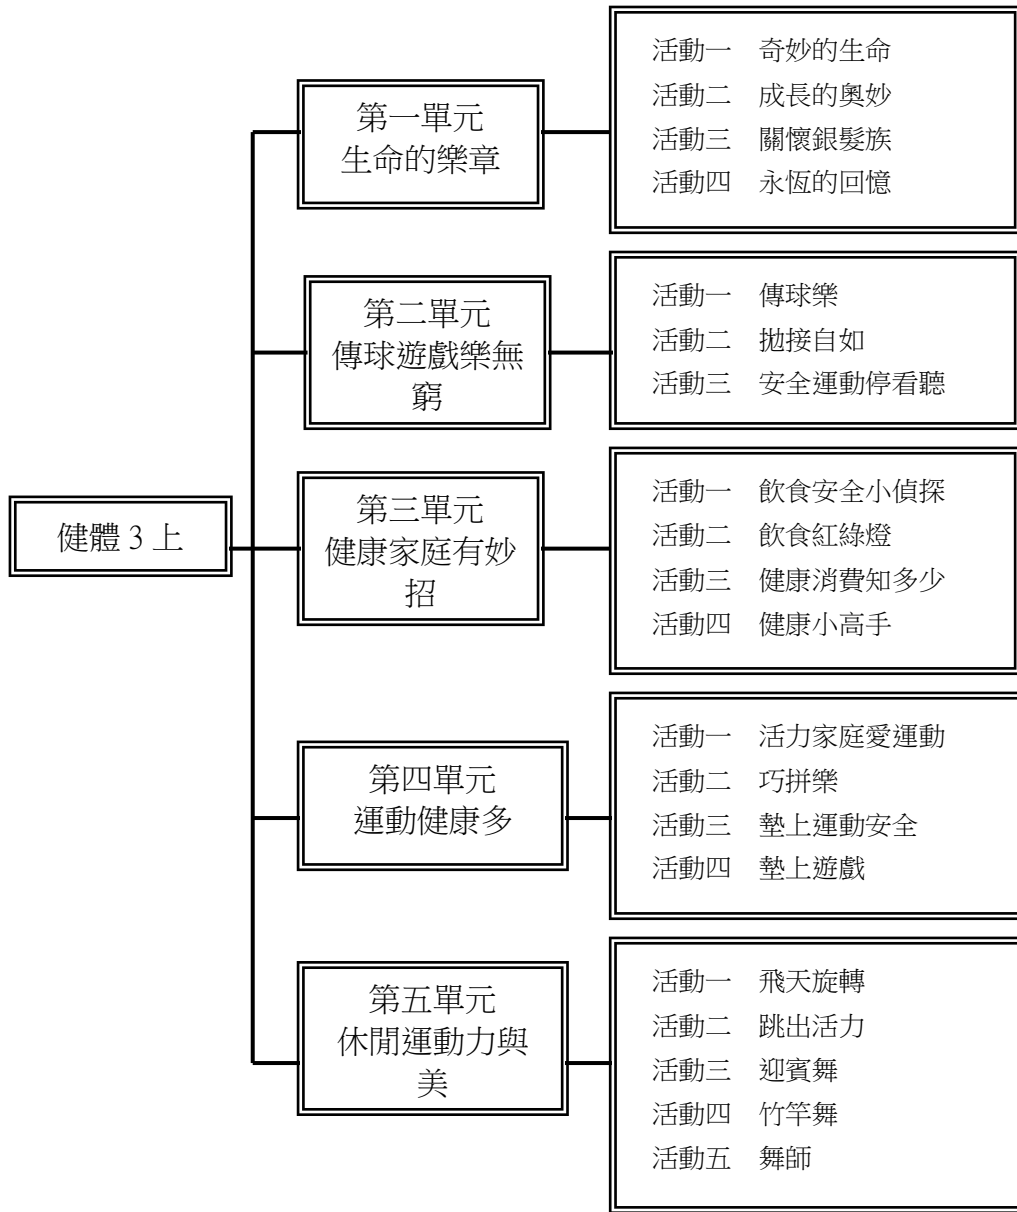 健體 3 上
第一單元
生命的樂章
活動一 奇妙的生命
活動二 成長的奧妙
活動三 關懷銀髮族
活動四 永恆的回憶
第二單元
傳球遊戲樂無
窮
活動一 傳球樂
活動二 拋接自如
活動三 安全運動停看聽
第三單元
健康家庭有妙
招
活動一 飲食安全小偵探
活動二 飲食紅綠燈
活動三 健康消費知多少
活動四 健康小高手
第四單元
運動健康多
活動一 活力家庭愛運動
活動二 巧拼樂
活動三 墊上運動安全
活動四 墊上遊戲
第五單元
休閒運動力與
美
活動一 飛天旋轉
活動二 跳出活力
活動三 迎賓舞
活動四 竹竿舞
活動五 舞師